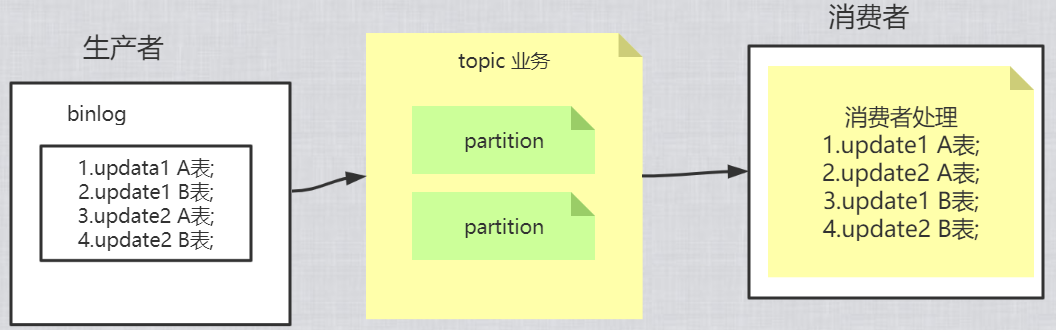 生产者
binlog
1.updata1 A表;
2.update1 B表;
3.update2 A表;
4.update2 B表;
topic 业务
partition
partition
消费者
消费者处理
1.update1 A表;
2.update2 A表;
3.update1 B表;
4.update2 B表;